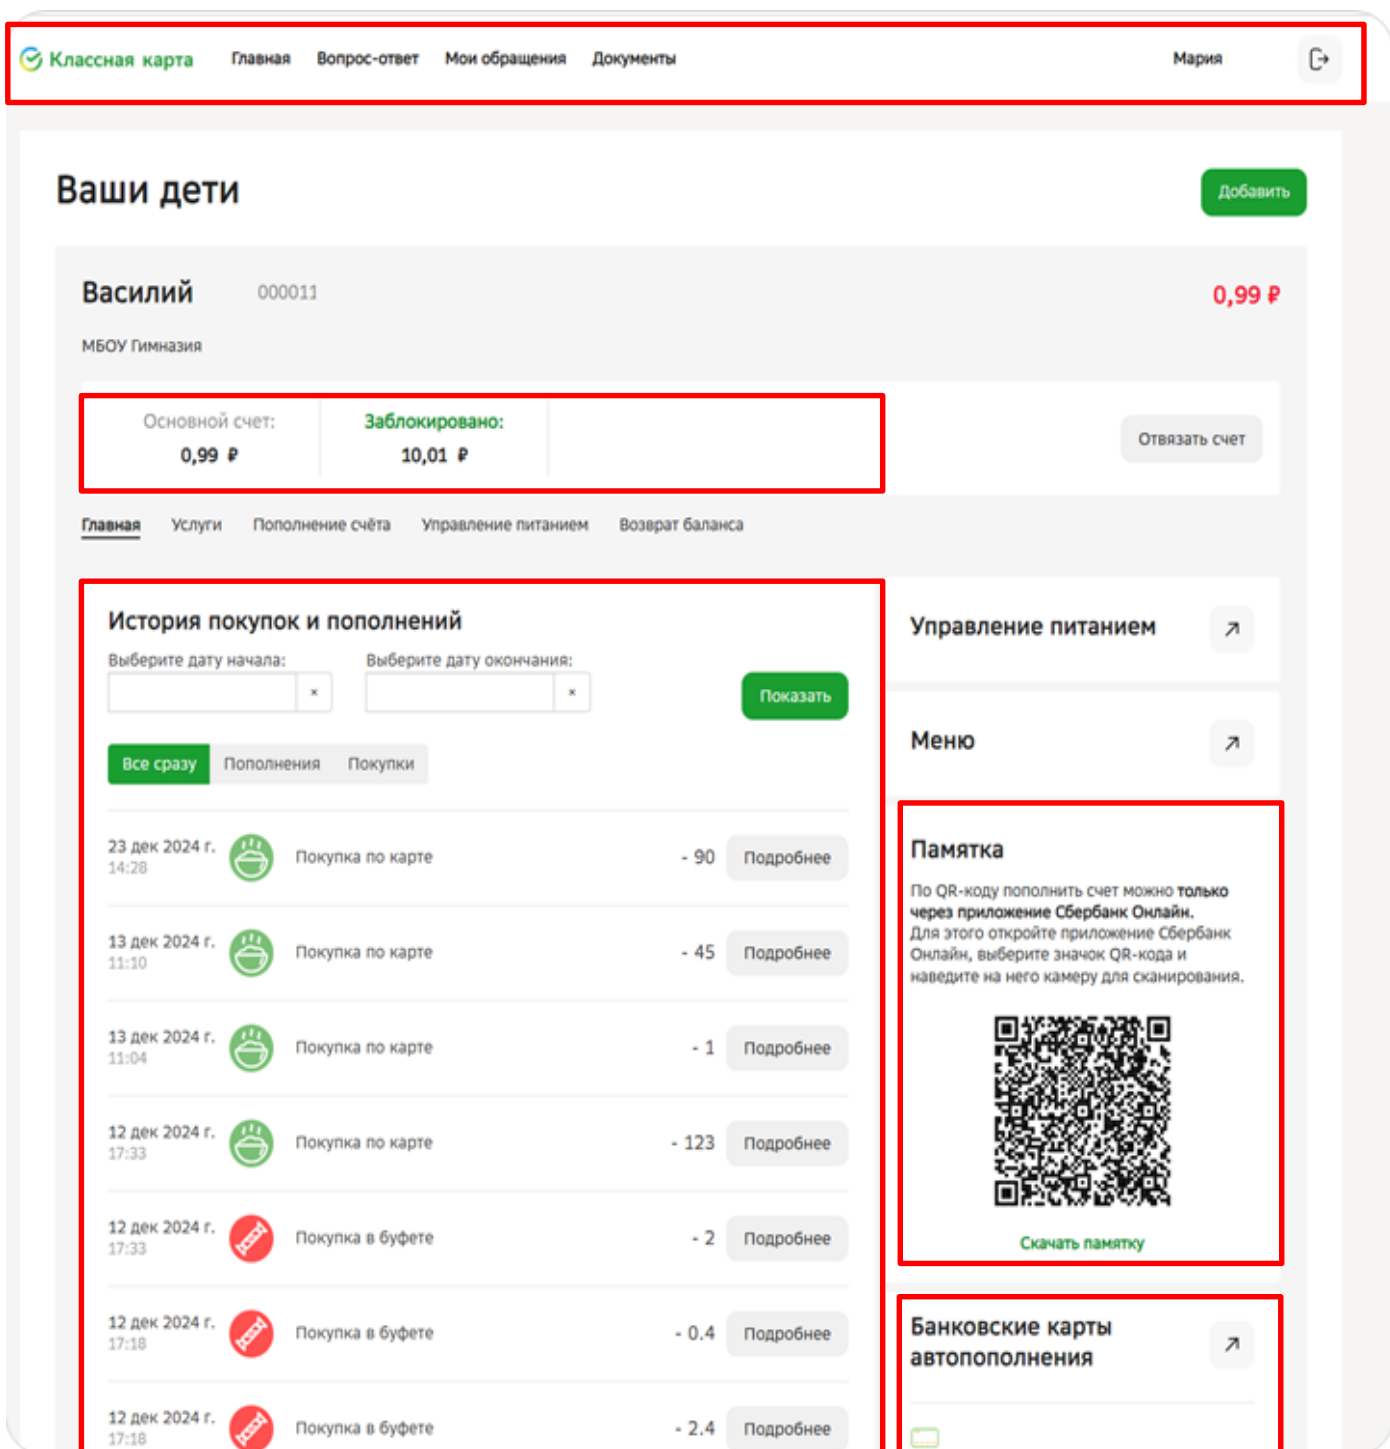 Классная карта Главная Вопрос-ответ Мои обращения Документы Мария
Ваши дети
Добавить
Василий 000011
0,99 ₽
МБОУ Гимназия
Основной счет: Заблокировано:
0,99 ₽ 10,01 ₽
Отвязать счет
Главная Услуги Пополнение счёта Управление питанием Возврат баланса
История покупок и пополнений
Выберите дату начала: Выберите дату окончания:
× ×
Показать
Все сразу Пополнения Покупки
23 дек 2024 г.
14:28
Покупка по карте - 90 Подробнее
13 дек 2024 г.
11:10
Покупка по карте - 45 Подробнее
13 дек 2024 г.
11:04
Покупка по карте - 1 Подробнее
12 дек 2024 г.
17:33
Покупка по карте - 123 Подробнее
12 дек 2024 г.
17:33
Покупка в буфете - 2 Подробнее
12 дек 2024 г.
17:18
Покупка в буфете - 0.4 Подробнее
12 дек 2024 г.
17:18
Покупка в буфете - 2.4 Подробнее
Управление питанием
Меню
Памятка
По QR-коду пополнить счет можно только
через приложение Сбербанк Онлайн.
Для этого откройте приложение Сбербанк
Онлайн, выберите значок QR-кода и
наведите на него камеру для сканирования.
Скачать памятку
Банковские карты
автопополнения